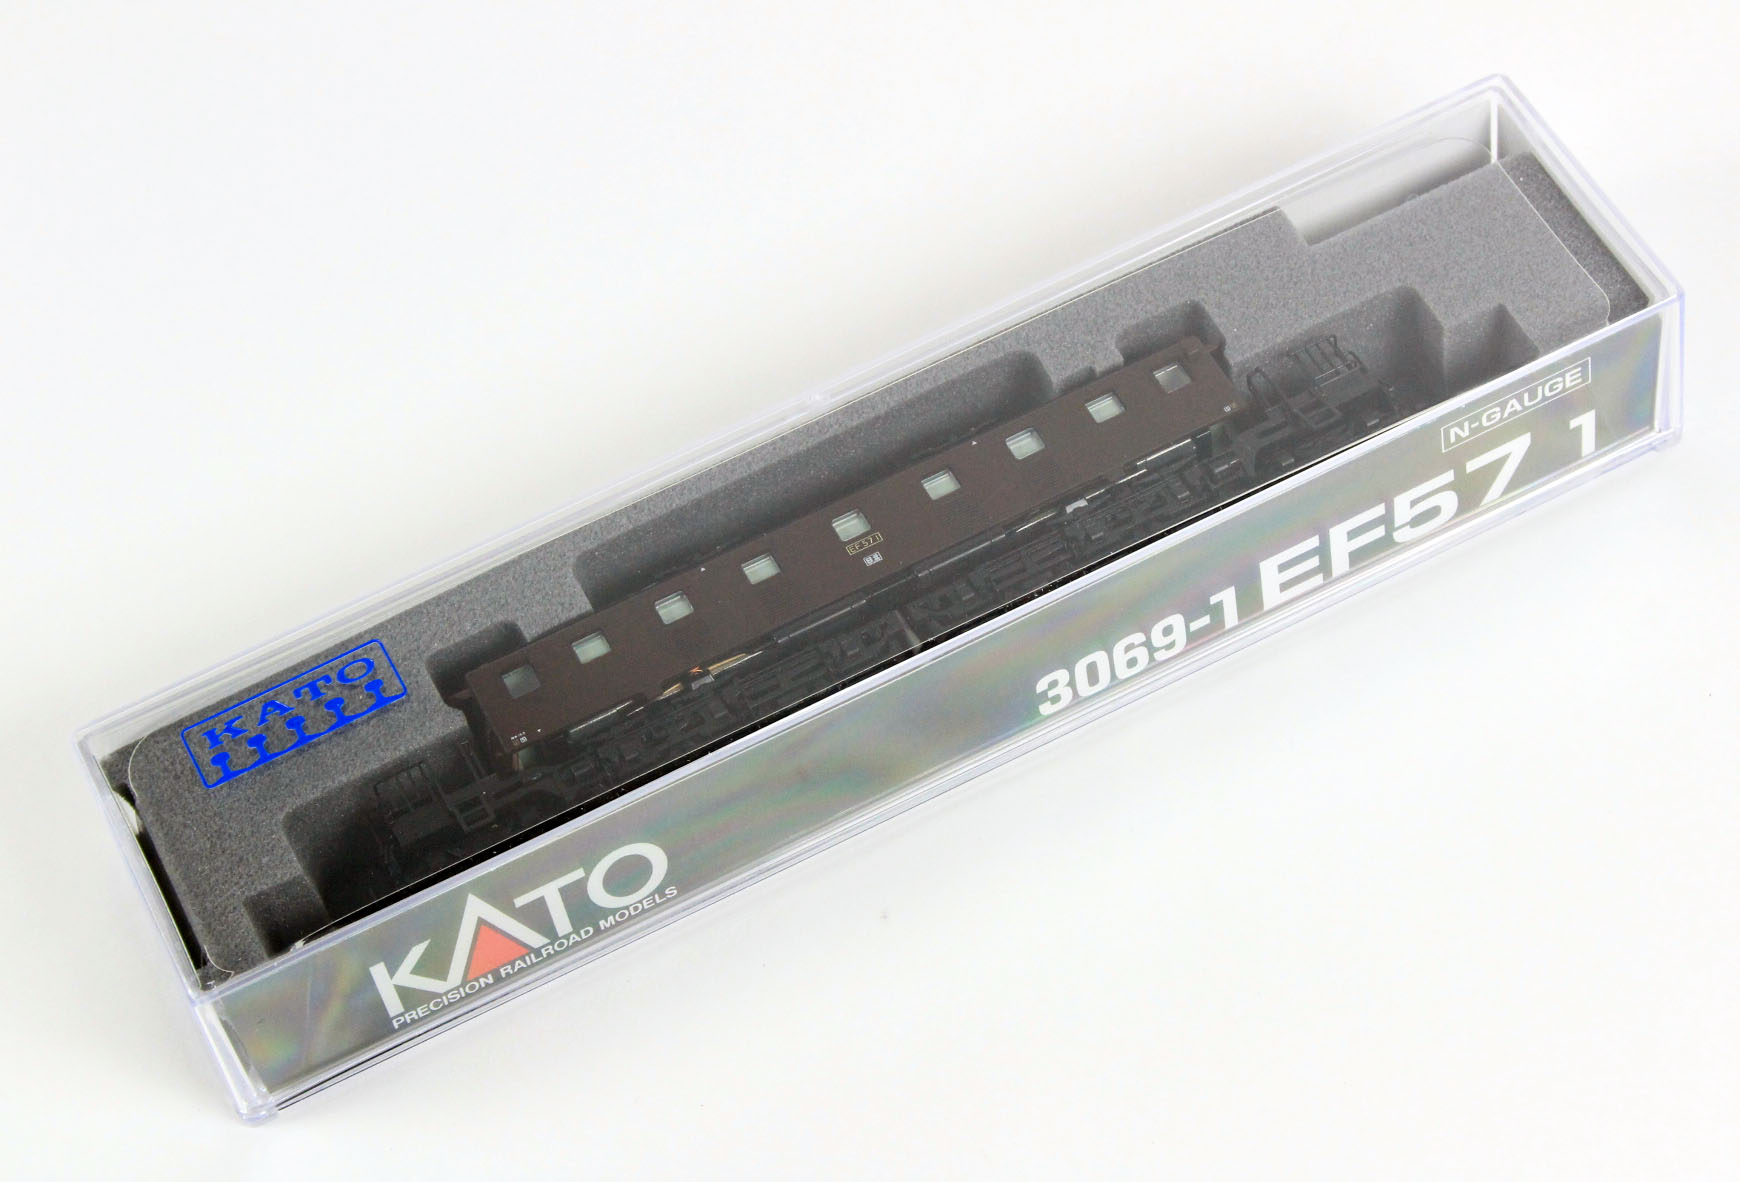 KATO
EF57 1
N-GAUGE
3069-1 EF57 1
KATO
PRECISION RAILROAD MODELS